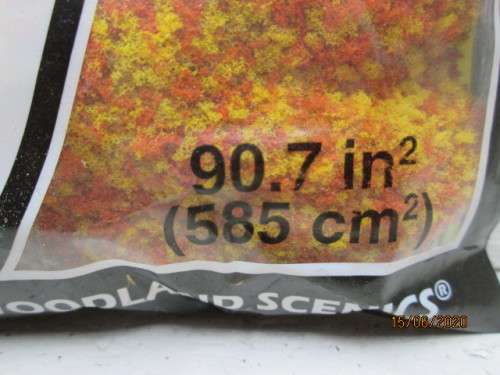 90.7 in²
(585 cm²)
WOODLAND SCENICS®
15/08/2020